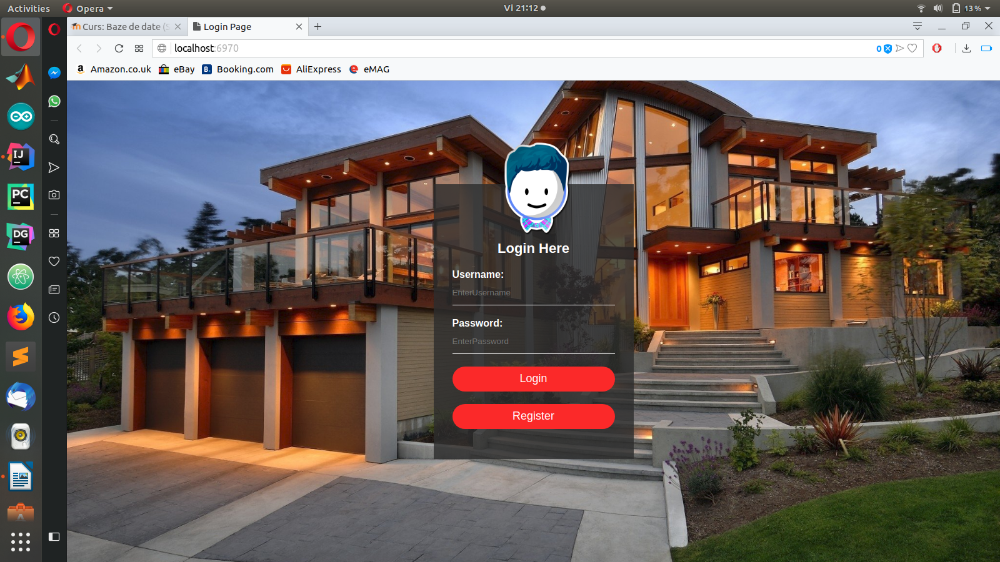 Activities
Opera
Vi 21:12
13 %
Curs: Baze de date (S
Login Page
localhost:6970
0
a Amazon.co.uk
eBay
B. Booking.com
AliExpress
e eMAG
IJ
PC
DG
Login Here
Username:
EnterUsername
Password:
EnterPassword
Login
Register